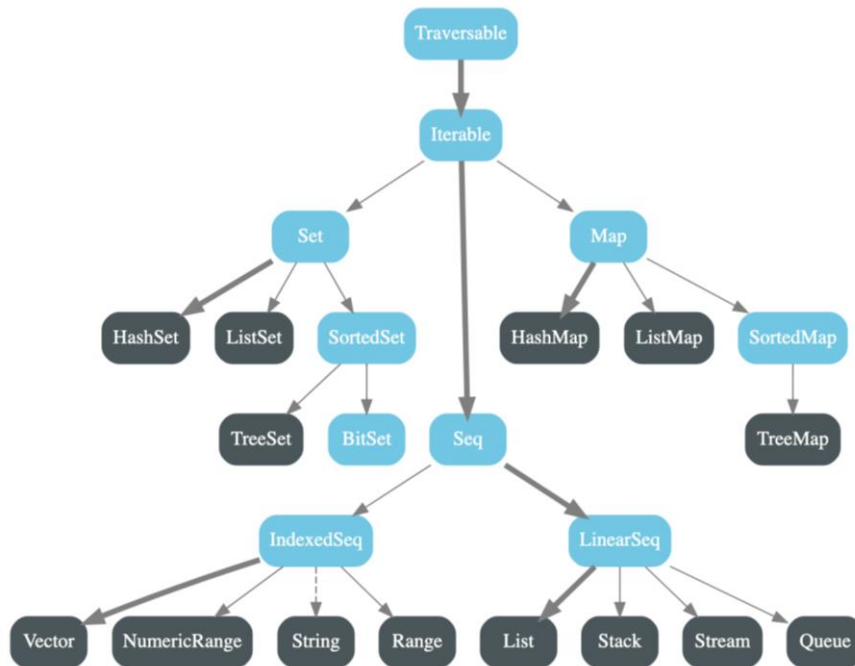 Traversable
Iterable
Set
Map
HashSet
ListSet
SortedSet
HashMap
ListMap
SortedMap
TreeSet
BitSet
Seq
TreeMap
IndexedSeq
LinearSeq
Vector
NumericRange
String
Range
List
Stack
Stream
Queue